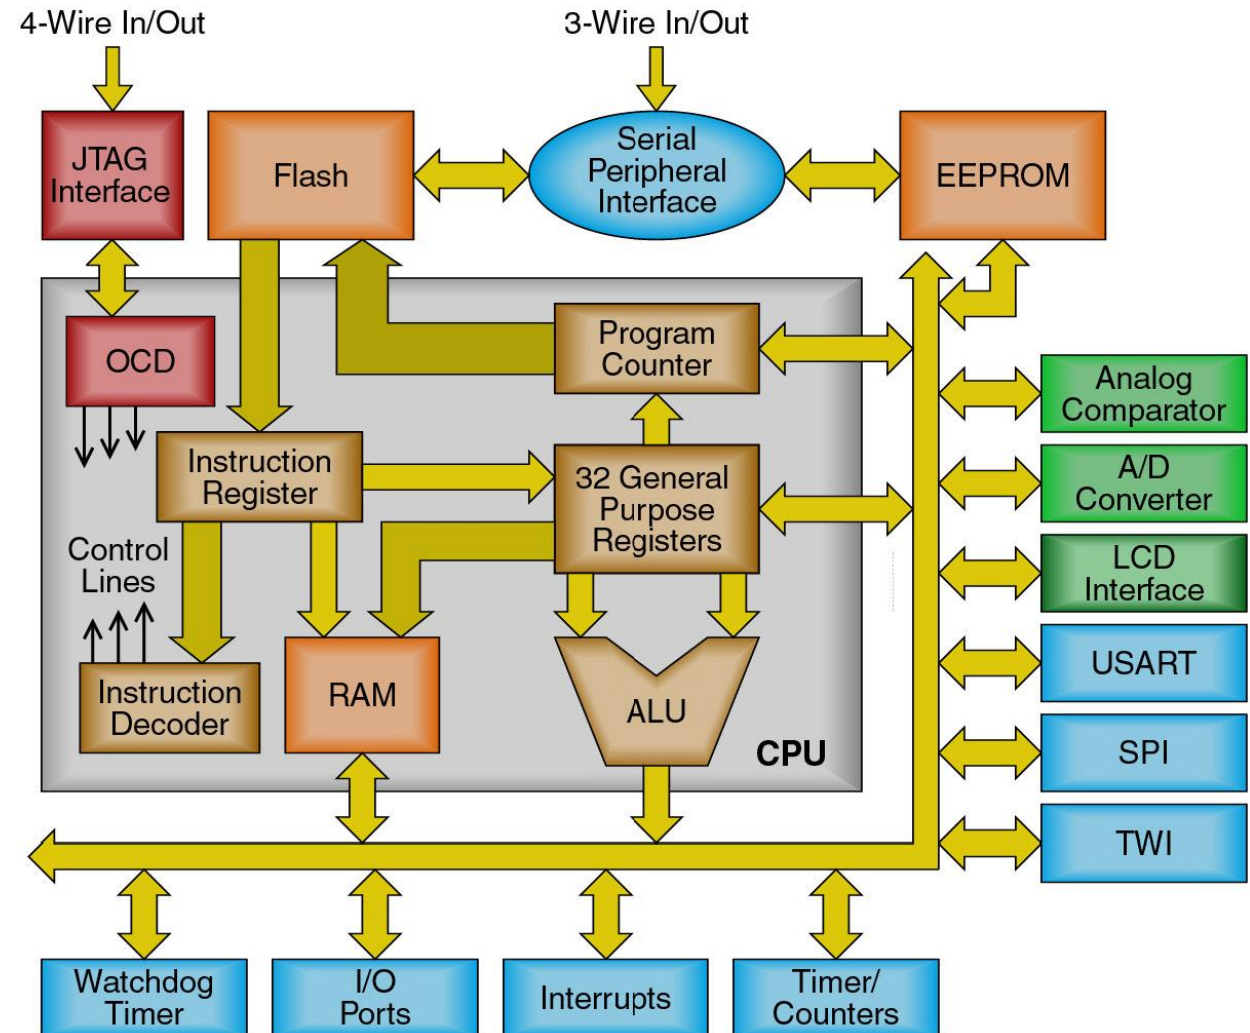 4-Wire In/Out
3-Wire In/Out
JTAG
Interface
Flash
Serial
Peripheral
Interface
EEPROM
OCD
Program
Counter
Instruction
Register
32 General
Purpose
Registers
Control
Lines
Instruction
Decoder
RAM
ALU
CPU
Analog
Comparator
A/D
Converter
LCD
Interface
USART
SPI
TWI
Watchdog
Timer
I/O
Ports
Interrupts
Timer/
Counters